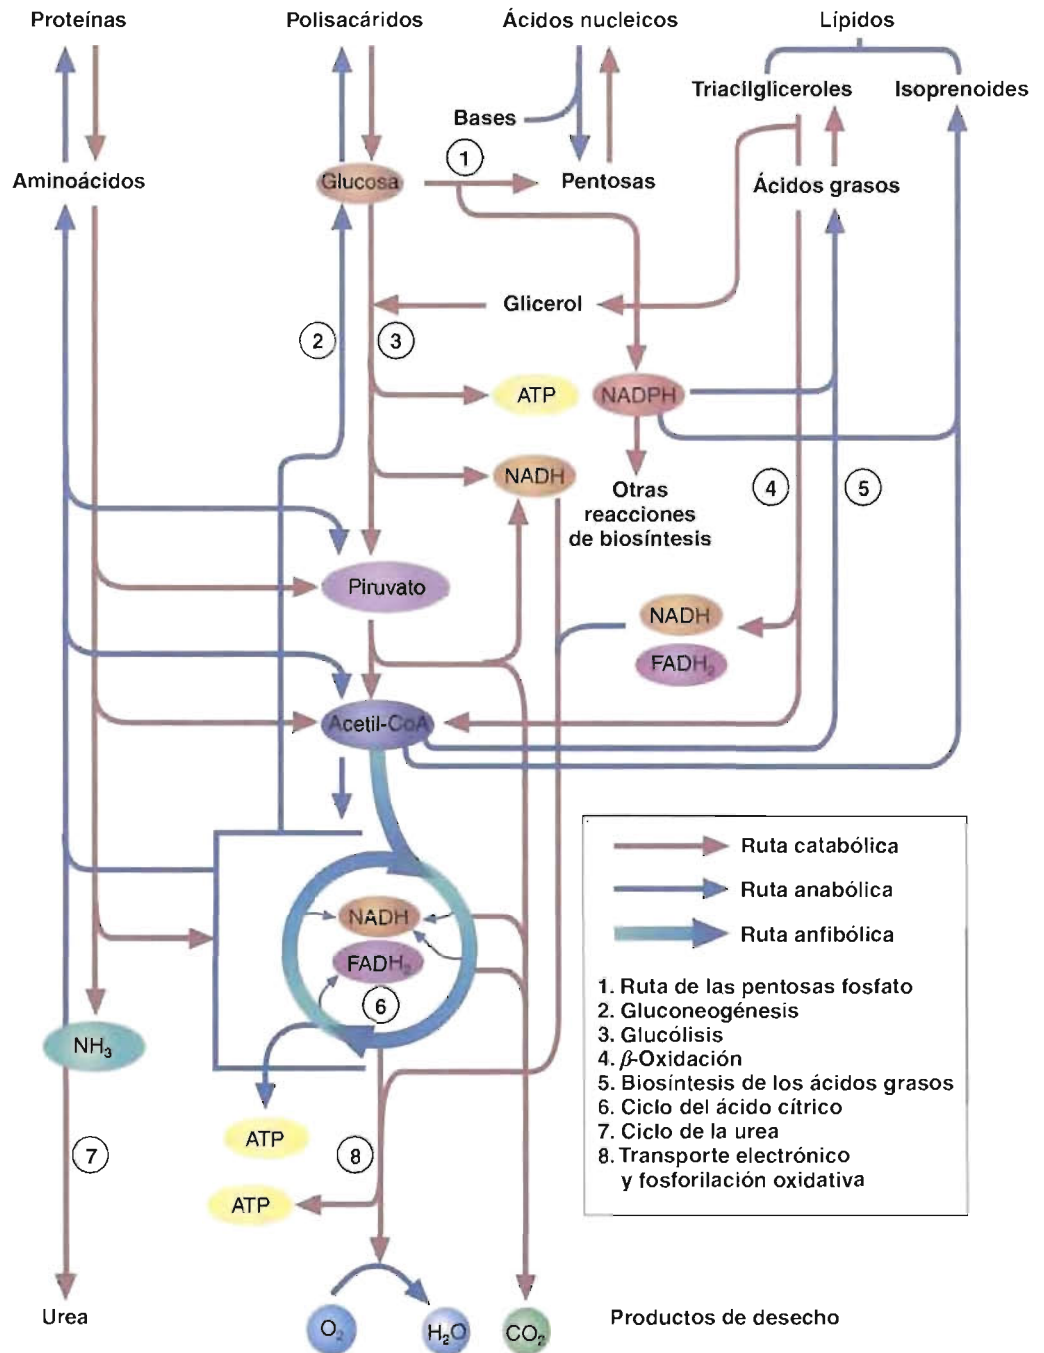 Proteínas
Polisacáridos
Ácidos nucleicos
Lípidos
Triacilgliceroles
Isoprenoides
Bases
1
Aminoácidos
Glucosa
Pentosas
Ácidos grasos
Glicerol
2
3
ATP
NADPH
NADH
4
5
Otras
reacciones
de biosíntesis
Piruvato
NADH
FADH₂
Acetil-CoA
Ruta catabólica
Ruta anabólica
Ruta anfibólica
NADH
FADH₂
6
1. Ruta de las pentosas fosfato
2. Gluconeogénesis
3. Glucólisis
4. β-Oxidación
5. Biosíntesis de los ácidos grasos
6. Ciclo del ácido cítrico
7. Ciclo de la urea
8. Transporte electrónico
y fosforilación oxidativa
NH₃
ATP
7
8
ATP
Urea
O₂
H₂O
CO₂
Productos de desecho